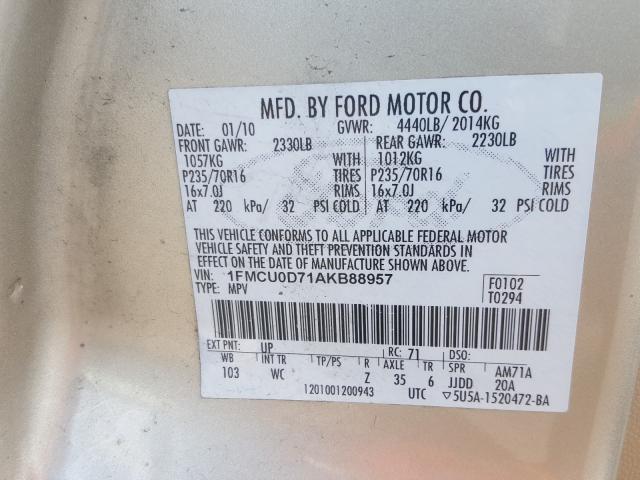 MFD. BY FORD MOTOR CO.
DATE: 01/10 GVWR: 4440LB/ 2014KG
FRONT GAWR: 2330LB REAR GAWR: 2230LB
1057KG WITH 1012KG WITH
P235/70R16 TIRES P235/70R16 TIRES
16x7.0J RIMS 16x7.0J RIMS
AT 220 kPa/ 32 PSI COLD AT 220 kPa/ 32 PSI COLD
THIS VEHICLE CONFORMS TO ALL APPLICABLE FEDERAL MOTOR
VEHICLE SAFETY AND THEFT PREVENTION STANDARDS IN
EFFECT ON THE DATE OF MANUFACTURE SHOWN ABOVE.
VIN: 1FMCU0D71AKB88957 F0102
TYPE: MPV T0294
EXT PNT: UP RC: 71 DSO:
WB INT TR TP/PS R AXLE TR SPR AM71A
103 WC Z 35 6 JJDD 20A
1201001200943 UTC ▽5U5A-1520472-BA